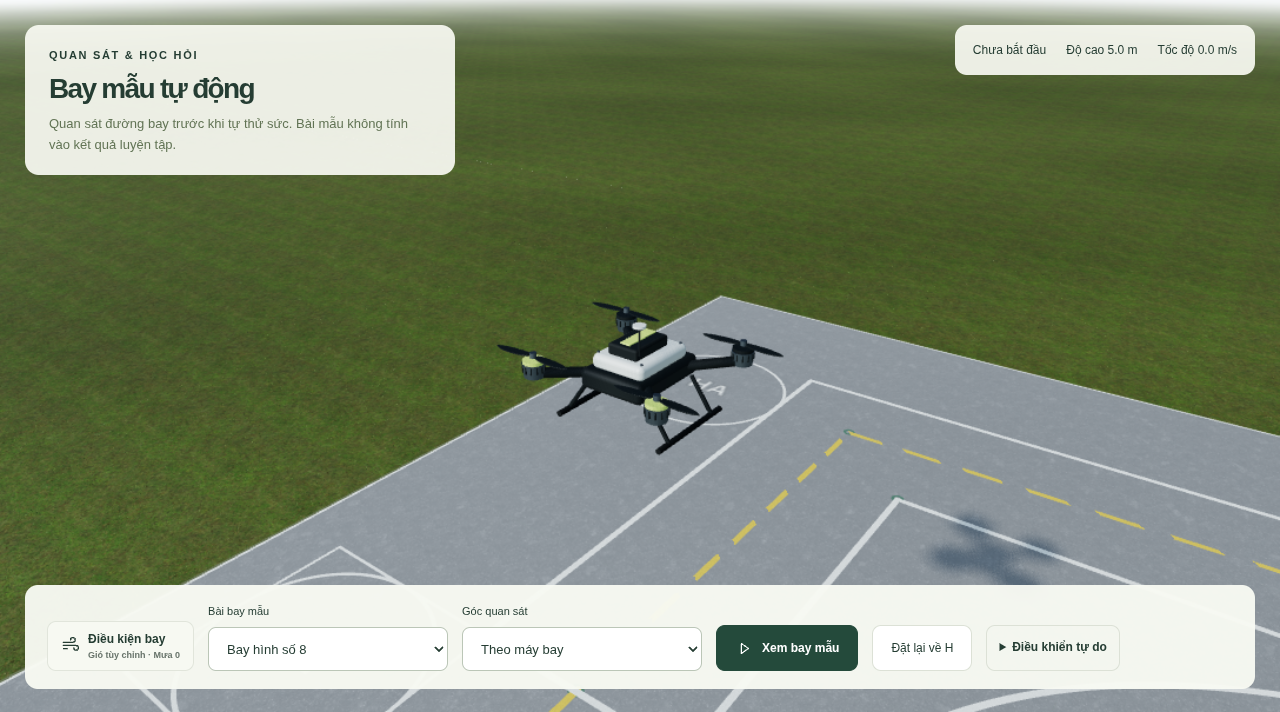 QUAN SÁT & HỌC HỎI
Bay mẫu tự động
Quan sát đường bay trước khi tự thử sức. Bài mẫu không tính
vào kết quả luyện tập.
Chưa bắt đầu
Độ cao 5.0 m
Tốc độ 0.0 m/s
Điều kiện bay
Gió tùy chỉnh · Mưa 0
Bài bay mẫu
Bay hình số 8
Góc quan sát
Theo máy bay
Xem bay mẫu
Đặt lại về H
Điều khiển tự do